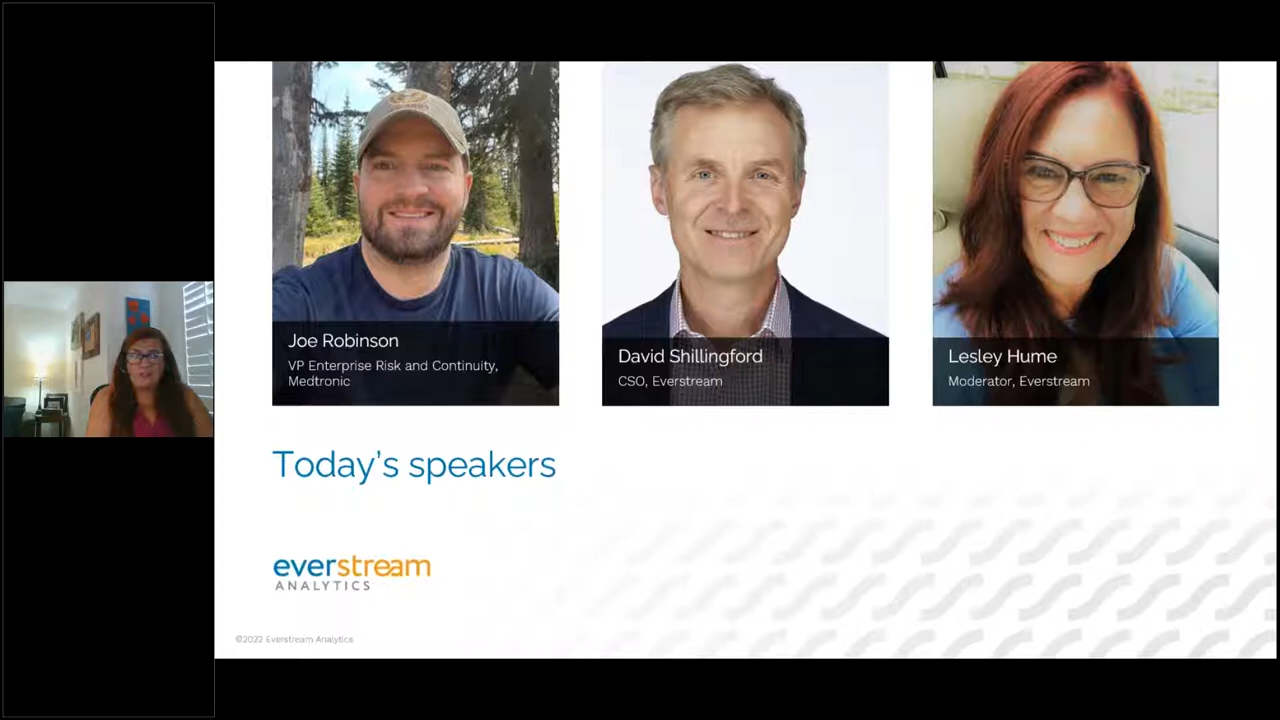 Joe Robinson
VP Enterprise Risk and Continuity,
Medtronic
David Shillingford
CSO, Everstream
Lesley Hume
Moderator, Everstream
Today's speakers
everstream
ANALYTICS
©2022 Everstream Analytics